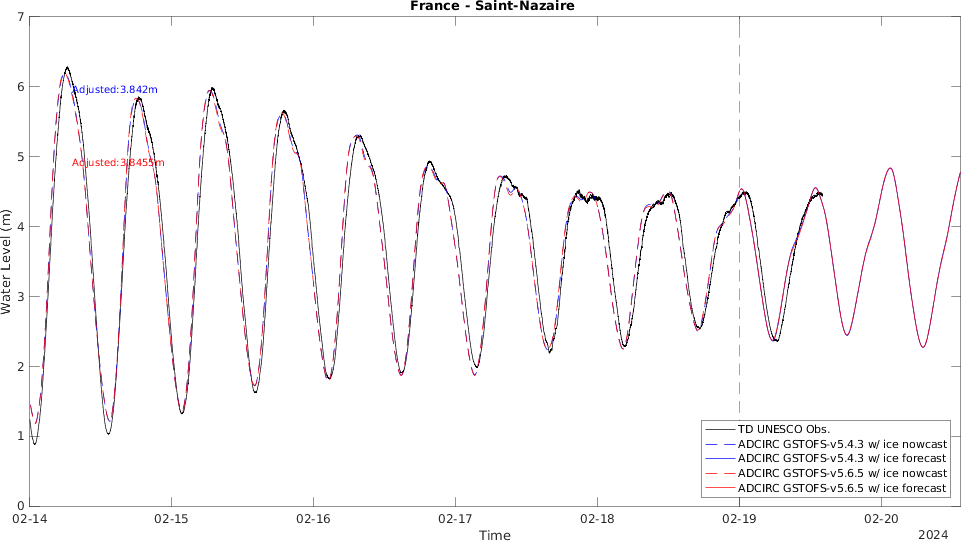 France - Saint-Nazaire
7
6
5
4
3
2
1
0
Water Level (m)
Adjusted:3.842m
Adjusted:3.8455m
TD UNESCO Obs.
ADCIRC GSTOFS-v5.4.3 w/ ice nowcast
ADCIRC GSTOFS-v5.4.3 w/ ice forecast
ADCIRC GSTOFS-v5.6.5 w/ ice nowcast
ADCIRC GSTOFS-v5.6.5 w/ ice forecast
02-14 02-15 02-16 02-17 02-18 02-19 02-20
Time
2024